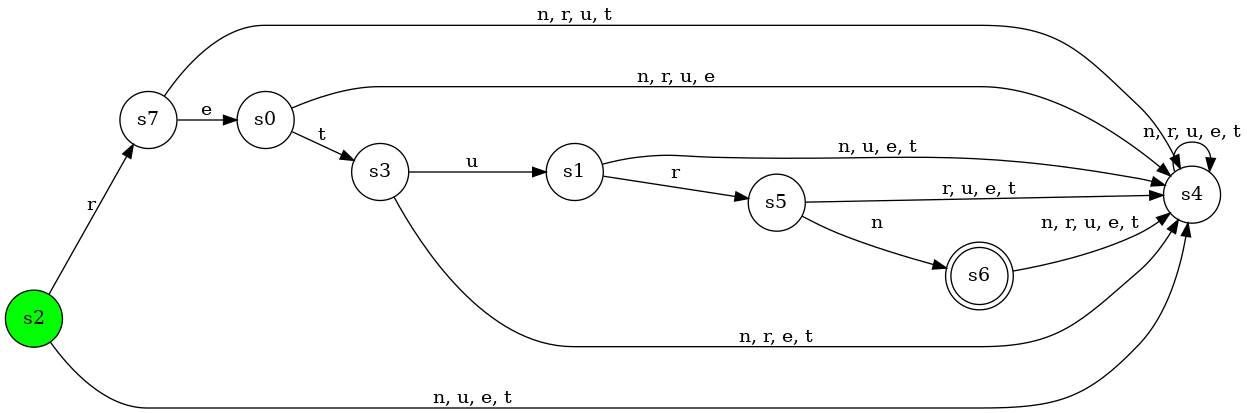 n, r, u, t
n, r, u, e
s7
e
s0
n, r, u, e, t
t
n, u, e, t
s3
u
s1
r
r, u, e, t
s4
s5
r
n
n, r, u, e, t
s6
s2
n, r, e, t
n, u, e, t